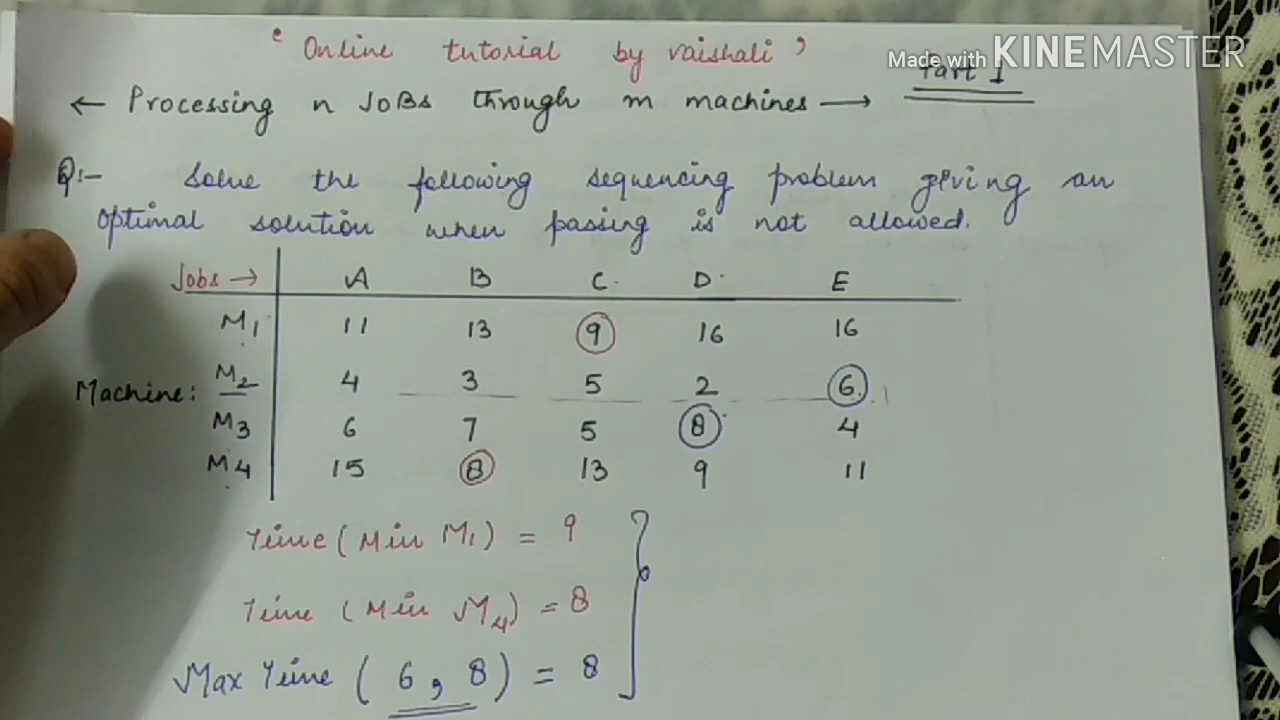 ' Online tutorial by vaishali '
Made with KINEMASTER
Part 1
← Processing n JOBs through m machines →
Q:- Solve the following sequencing problem giving an
optimal solution when passing is not allowed.
Jobs → A B C. D. E
M1 11 13 9 16 16
Machine: M2 4 3 5 2 6
M3 6 7 5 8 4
M4 15 8 13 9 11
Time (Min M1) = 9
Time (Min M4) = 8
Max Time (6, 8) = 8